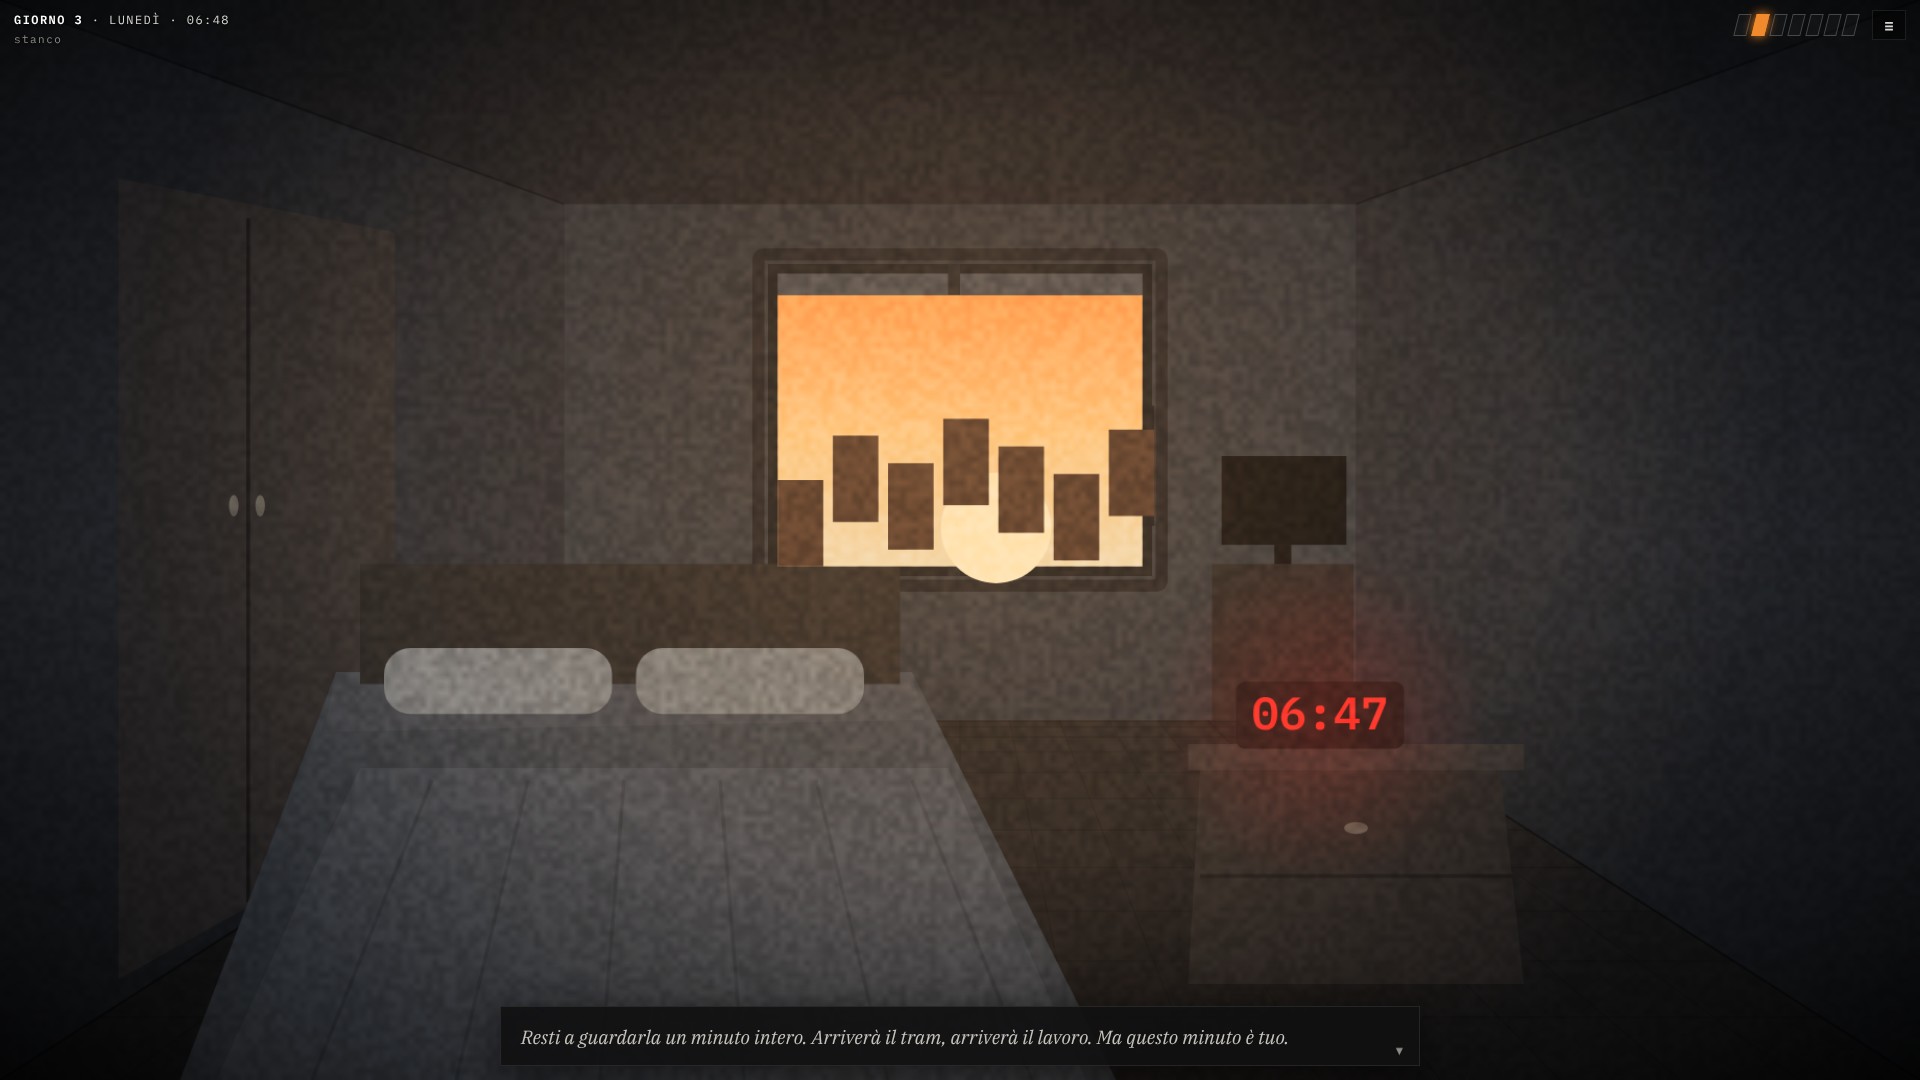 GIORNO 3 · LUNEDÌ · 06:48
stanco
06:47
Resti a guardarla un minuto intero. Arriverà il tram, arriverà il lavoro. Ma questo minuto è tuo.